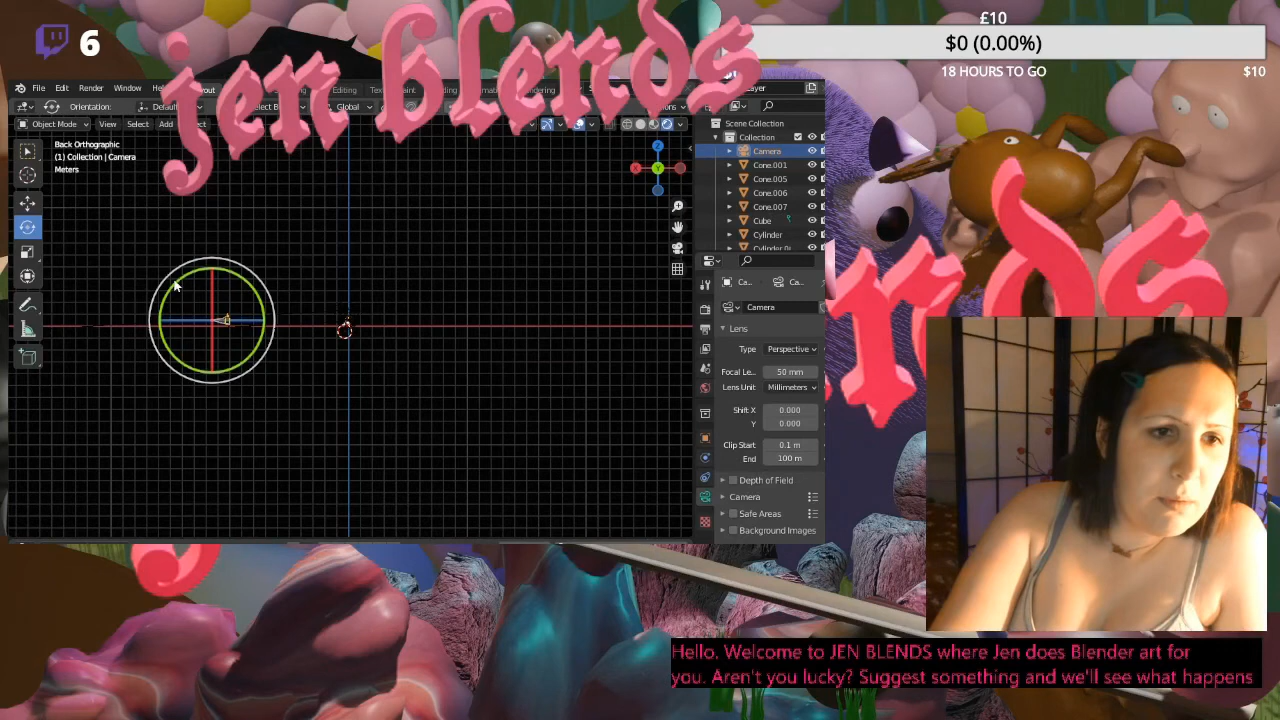 6
jen blends
£10
$0 (0.00%)
18 HOURS TO GO
$10
File Edit Render Window
Orientation:
Global
Object Mode View Select Add
Back Orthographic
(1) Collection | Camera
Meters
Scene Collection
Collection
Camera
Cone.001
Cone.005
Cone.006
Cone.007
Cube
Cylinder
Ca...
Ca...
Camera
Lens
Type Perspective
Focal Le... 50 mm
Lens Unit Millimeters
Shift X 0.000
Y 0.000
Clip Start 0.1 m
End 100 m
Depth of Field
Camera
Safe Areas
Background Images
Hello. Welcome to JEN BLENDS where Jen does Blender art for
you. Aren't you lucky? Suggest something and we'll see what happens